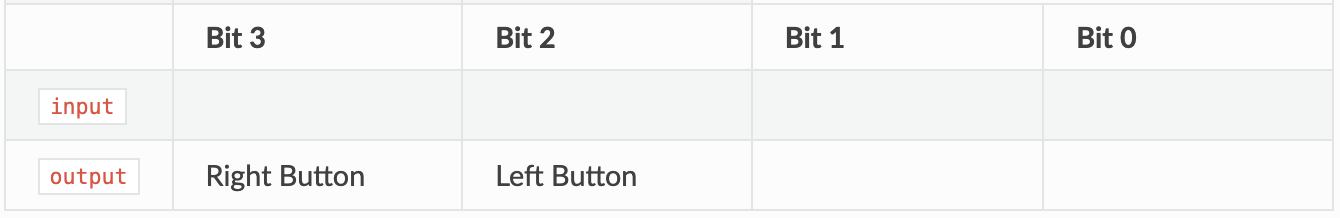 Bit 3 Bit 2 Bit 1 Bit 0
input
output Right Button Left Button